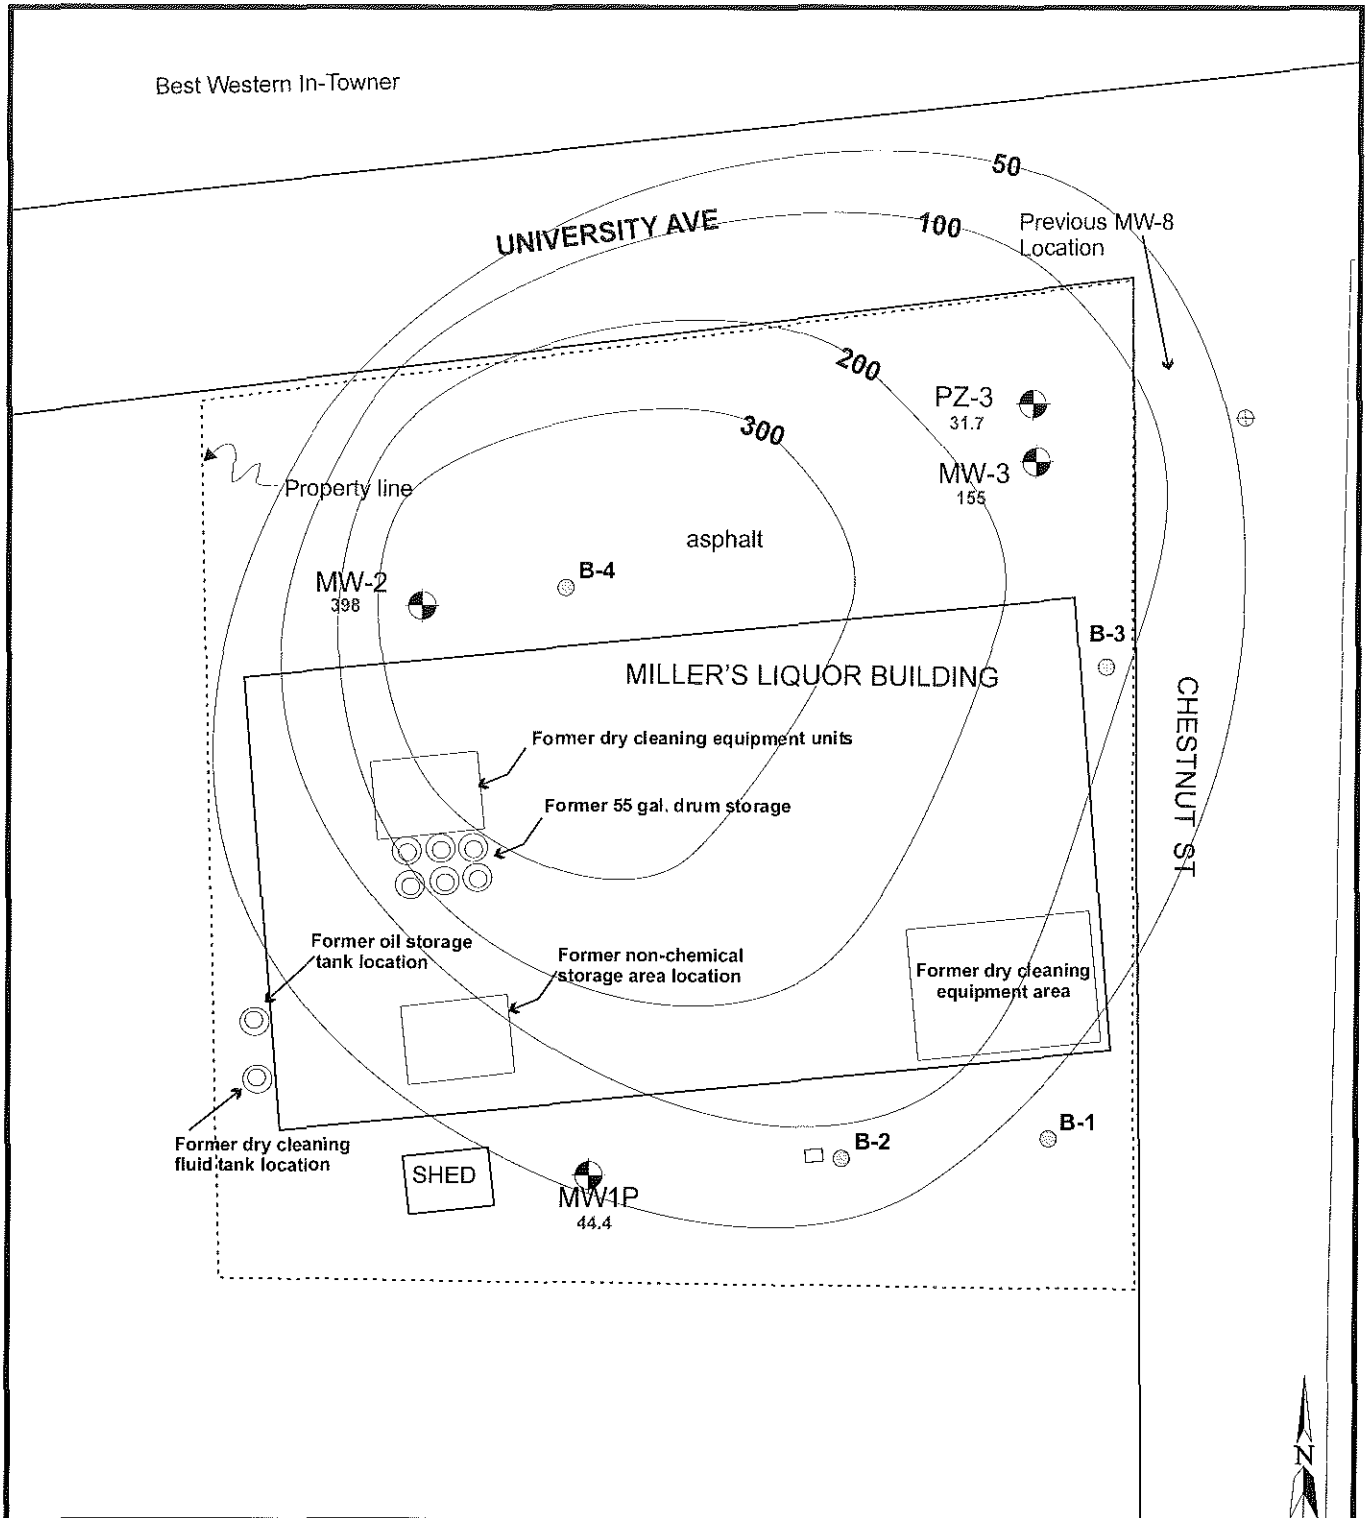 Best Western In-Towner
50
UNIVERSITY AVE
100
Previous MW-8
Location
200
PZ-3
31.7
300
MW-3
155
Property line
asphalt
B-4
MW-2
398
B-3
MILLER'S LIQUOR BUILDING
CHESTNUT ST
Former dry cleaning equipment units
Former 55 gal. drum storage
Former oil storage
tank location
Former non-chemical
storage area location
Former dry cleaning
equipment area
B-1
B-2
Former dry cleaning
fluid tank location
SHED
MW1P
44.4
N